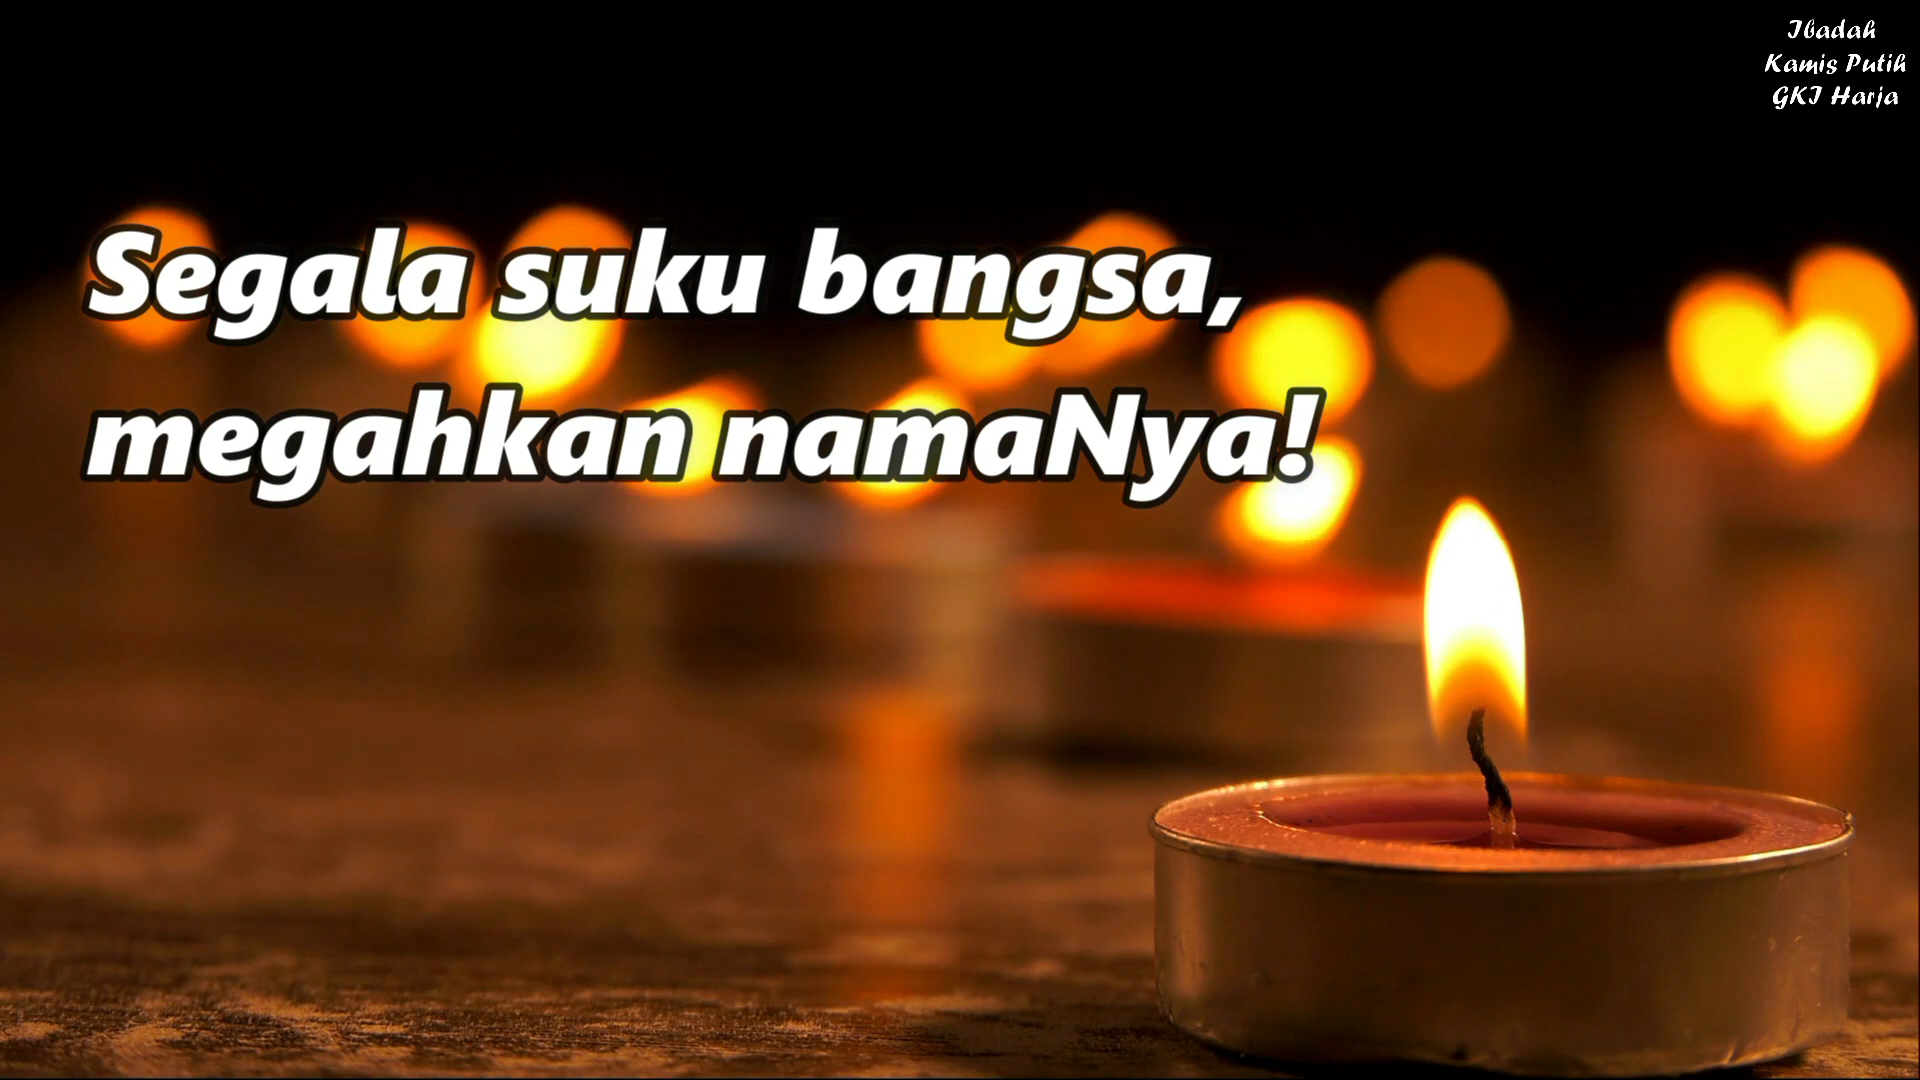 Ibadah
Kamis Putih
GKI Harja
Segala suku bangsa,
megahkan namaNya!